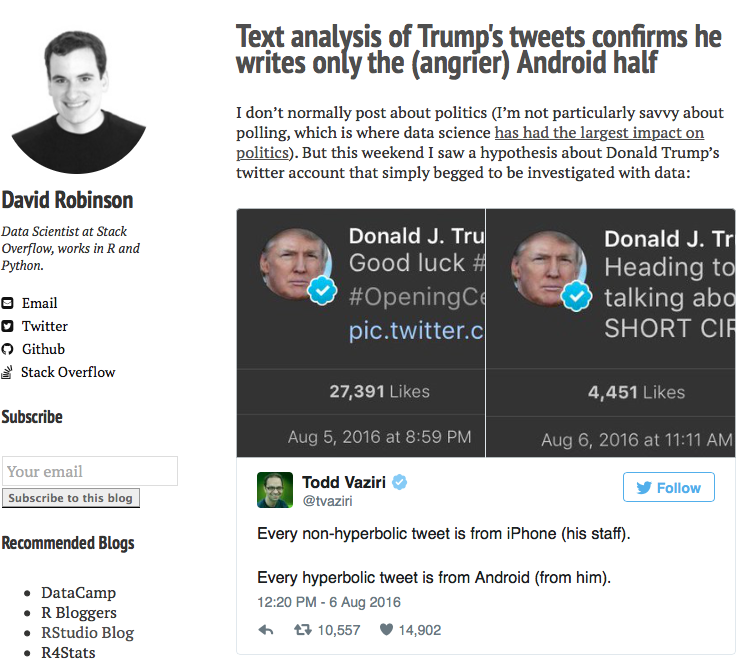 David Robinson
Data Scientist at Stack
Overflow, works in R and
Python.
Email
Twitter
Github
Stack Overflow
Subscribe
Your email
Subscribe to this blog
Recommended Blogs
DataCamp
R Bloggers
RStudio Blog
R4Stats
Text analysis of Trump's tweets confirms he
writes only the (angrier) Android half
I don’t normally post about politics (I’m not particularly savvy about
polling, which is where data science has had the largest impact on
politics). But this weekend I saw a hypothesis about Donald Trump’s
twitter account that simply begged to be investigated with data:
Donald J. Tru
Good luck #
#OpeningCe
pic.twitter.c
27,391 Likes
Aug 5, 2016 at 8:59 PM
Donald J. Tr
Heading to
talking abo
SHORT CIR
4,451 Likes
Aug 6, 2016 at 11:11 AM
Todd Vaziri
@tvaziri
Follow
Every non-hyperbolic tweet is from iPhone (his staff).
Every hyperbolic tweet is from Android (from him).
12:20 PM - 6 Aug 2016
10,557 14,902